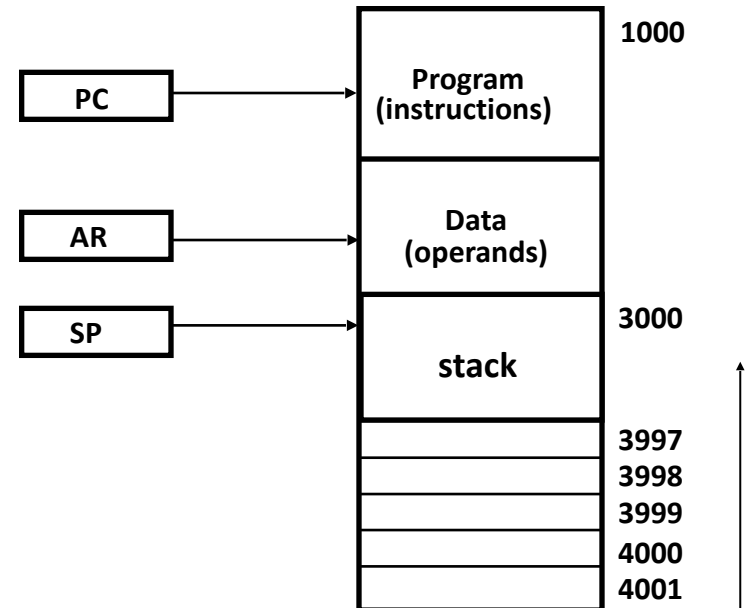 1000
Program
(instructions)
PC
Data
(operands)
AR
3000
SP
stack
3997
3998
3999
4000
4001